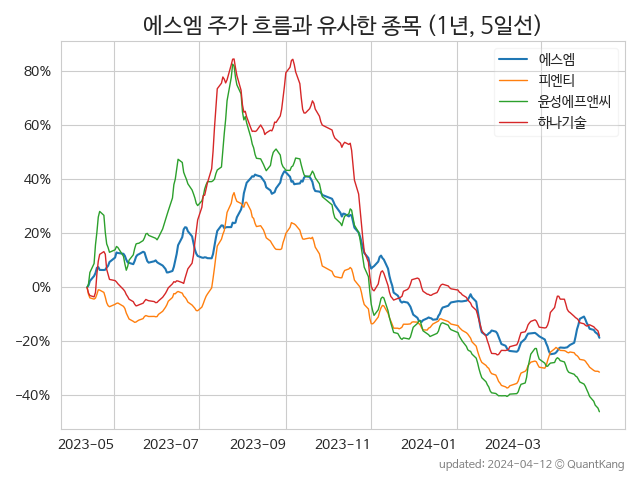 에스엠 주가 흐름과 유사한 종목 (1년, 5일선)
에스엠
피엔티
윤성에프앤씨
하나기술
80%
60%
40%
20%
0%
−20%
−40%
2023-05
2023-07
2023-09
2023-11
2024-01
2024-03
updated: 2024-04-12 © QuantKang